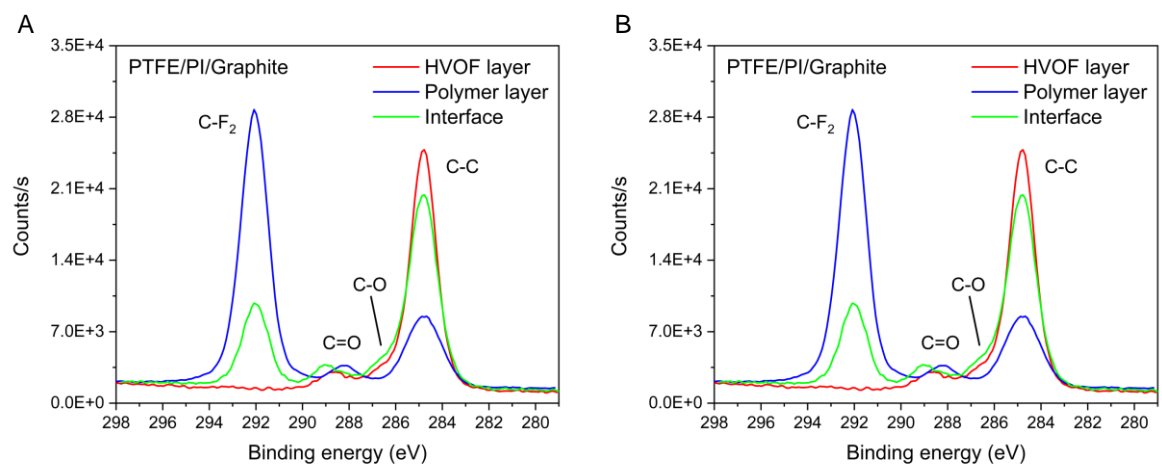 A
3.5E+4
2.8E+4
2.1E+4
1.4E+4
7.0E+3
0.0E+0
Counts/s
PTFE/PI/Graphite
HVOF layer
Polymer layer
Interface
C-F₂
C-C
C-O
C=O
298 296 294 292 290 288 286 284 282 280
Binding energy (eV)
B
3.5E+4
2.8E+4
2.1E+4
1.4E+4
7.0E+3
0.0E+0
Counts/s
PTFE/PI/Graphite
HVOF layer
Polymer layer
Interface
C-F₂
C-C
C-O
C=O
298 296 294 292 290 288 286 284 282 280
Binding energy (eV)